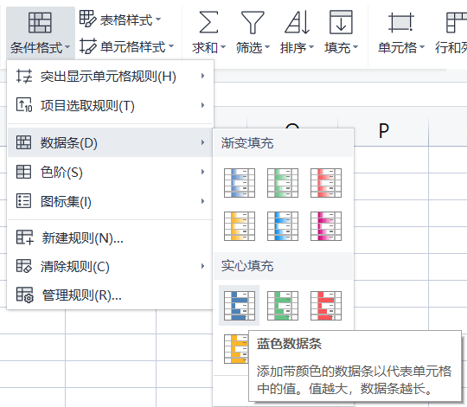 表格样式
单元格样式
条件格式
求和
筛选
排序
填充
单元格
行和列
突出显示单元格规则(H)
项目选取规则(T)
数据条(D)
色阶(S)
图标集(I)
新建规则(N)...
清除规则(C)
管理规则(R)...
P
渐变填充
实心填充
蓝色数据条
添加带颜色的数据条以代表单元格
中的值。值越大，数据条越长。